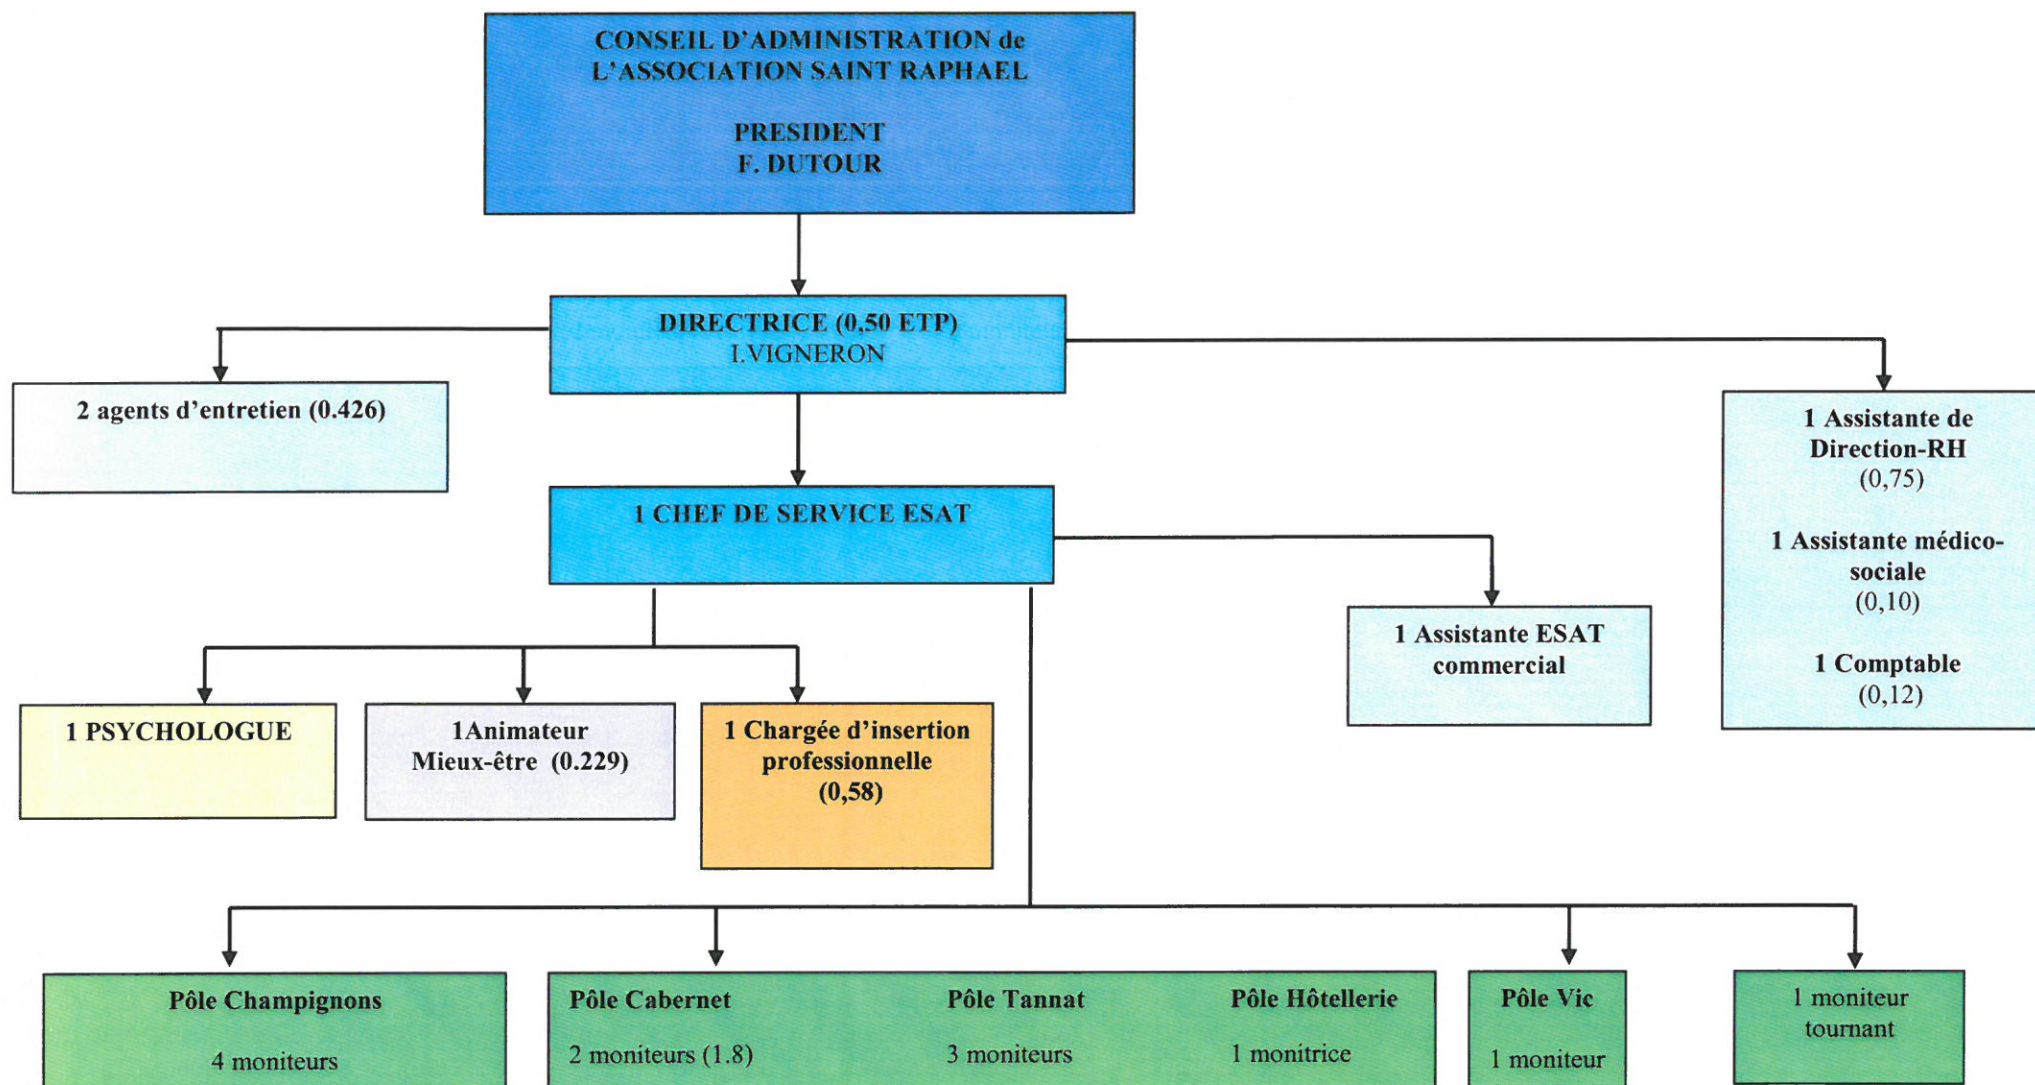 CONSEIL D'ADMINISTRATION de
L'ASSOCIATION SAINT RAPHAEL
PRESIDENT
F. DUTOUR
DIRECTRICE (0,50 ETP)
I.VIGNERON
2 agents d'entretien (0.426)
1 Assistante de
Direction-RH
(0,75)
1 Assistante médico-
sociale
(0,10)
1 Comptable
(0,12)
1 CHEF DE SERVICE ESAT
1 Assistante ESAT
commercial
1 PSYCHOLOGUE
1Animateur
Mieux-être (0.229)
1 Chargée d'insertion
professionnelle
(0,58)
Pôle Champignons
4 moniteurs
Pôle Cabernet
2 moniteurs (1.8)
Pôle Tannat
3 moniteurs
Pôle Hôtellerie
1 monitrice
Pôle Vic
1 moniteur
1 moniteur
tournant